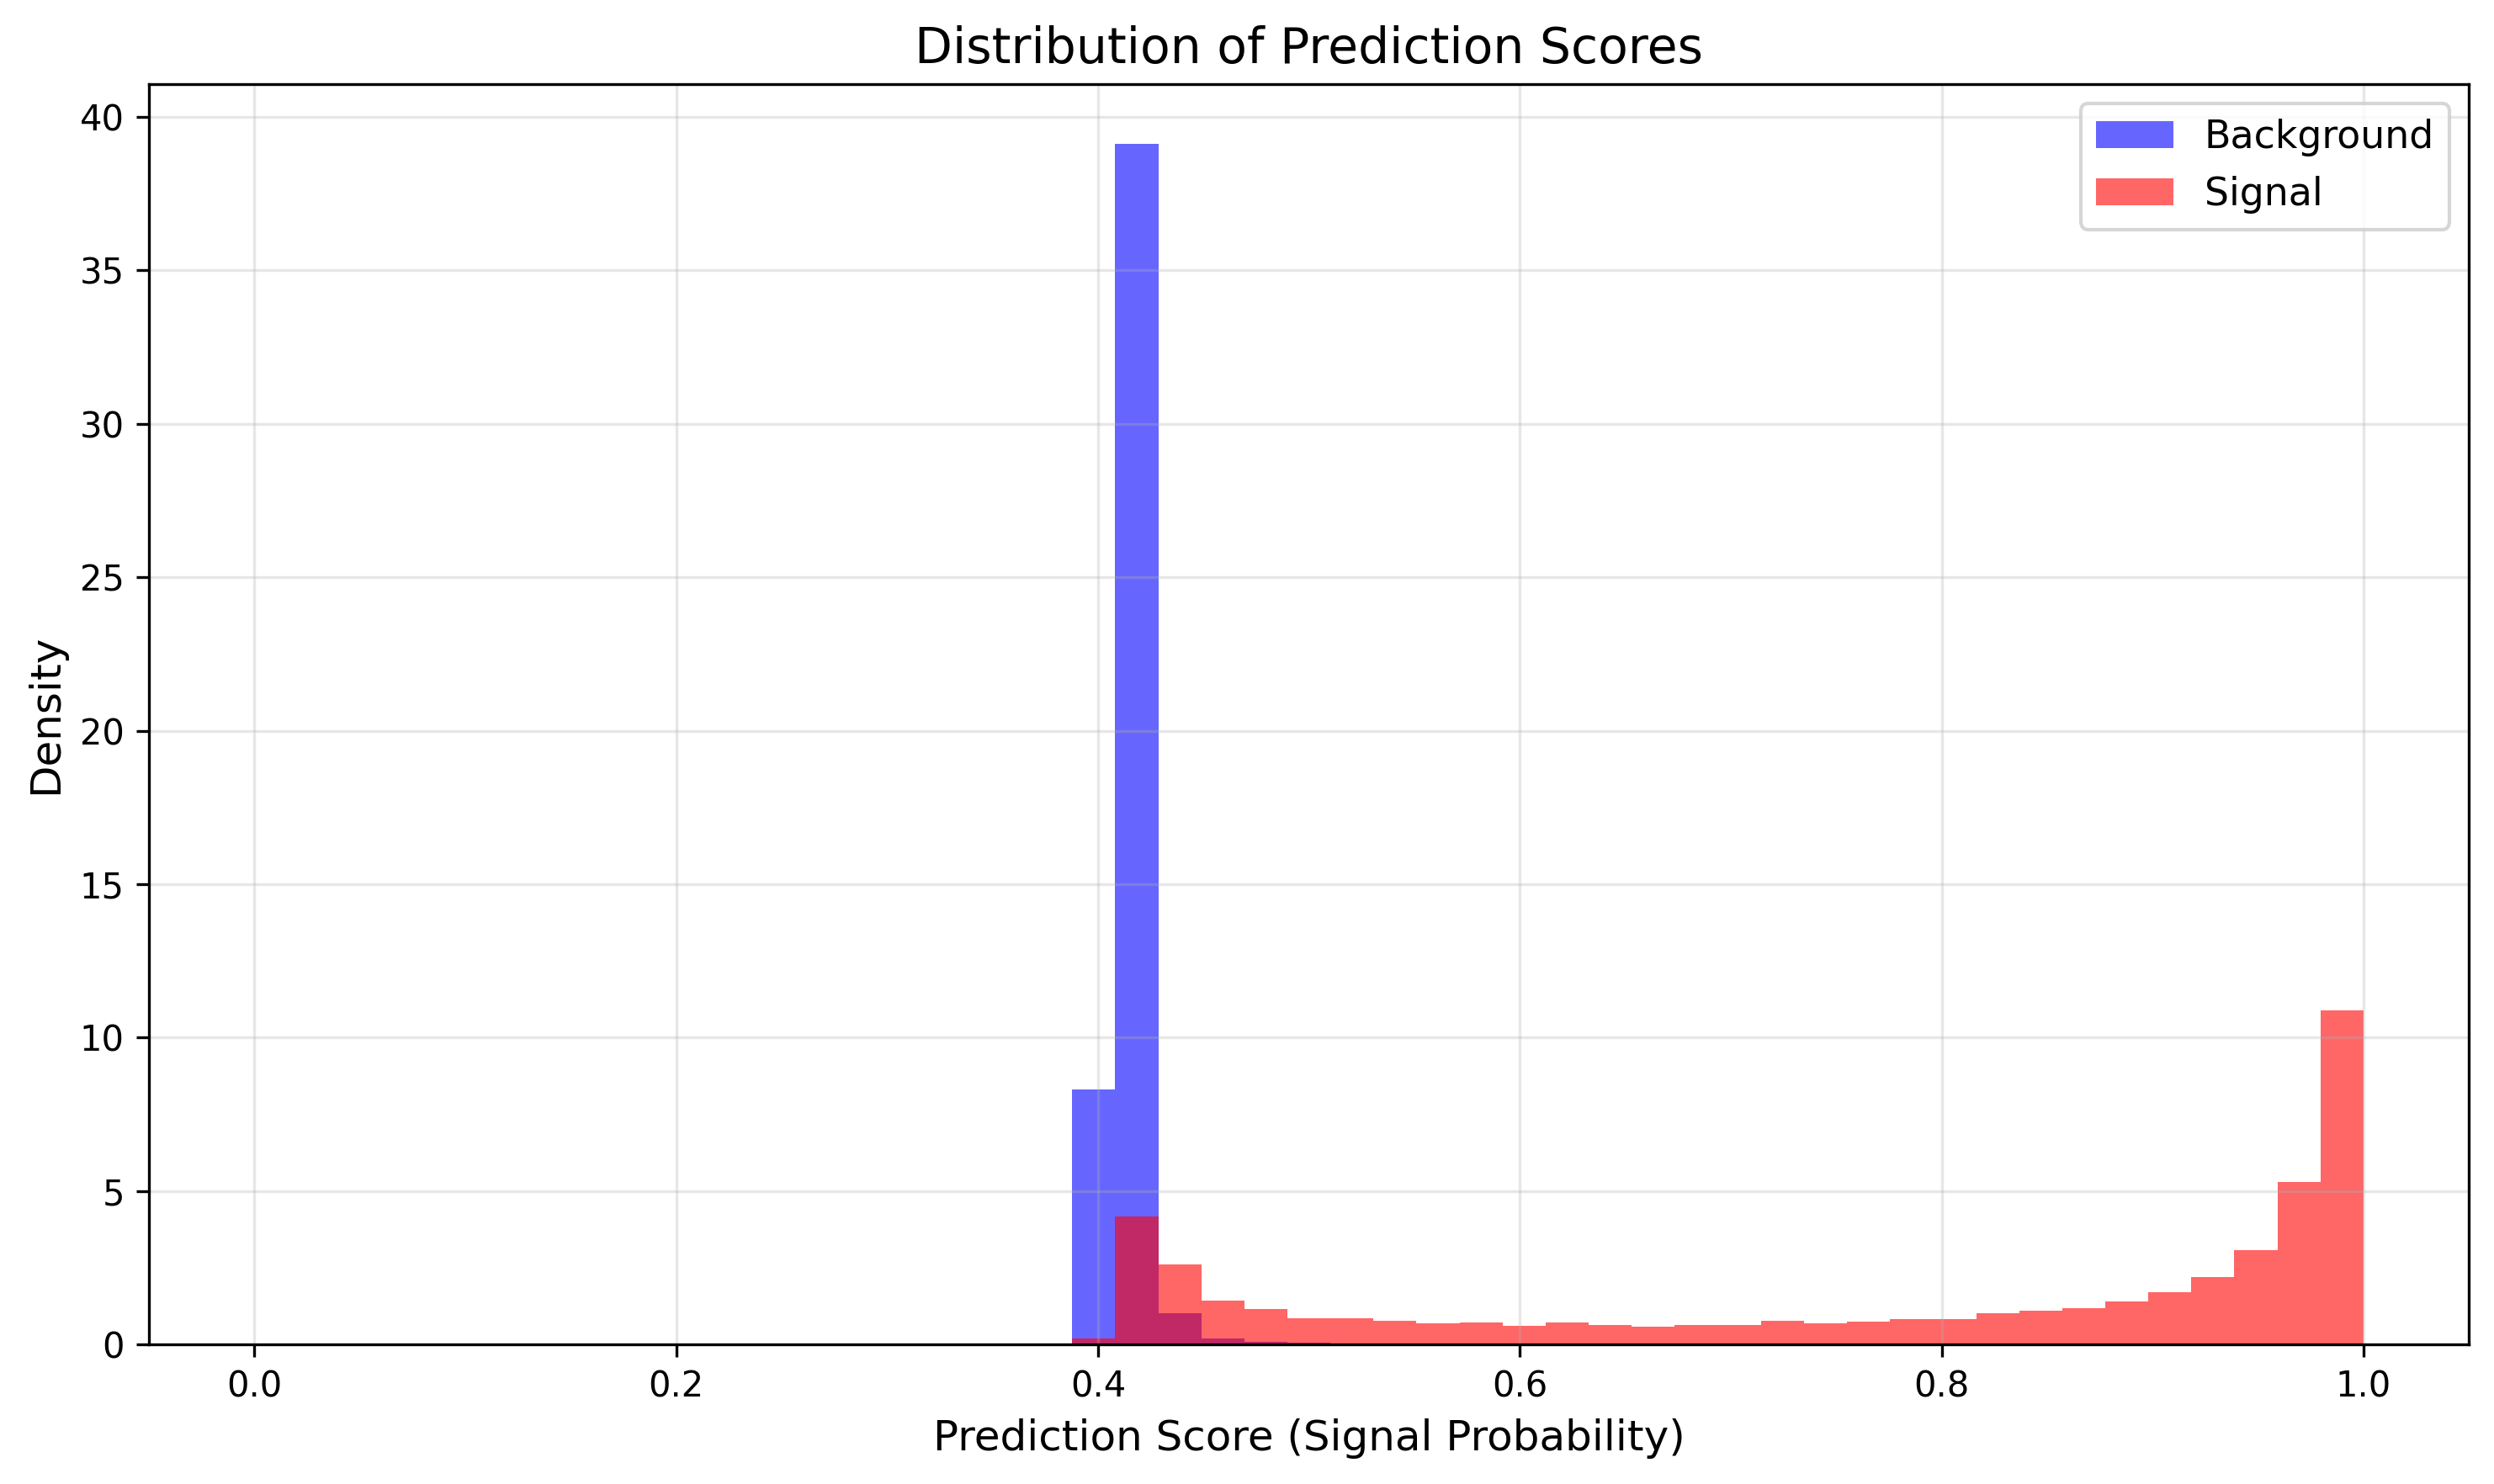 Distribution of Prediction Scores
40
35
30
25
20
15
10
5
0
Density
Background
Signal
0.0 0.2 0.4 0.6 0.8 1.0
Prediction Score (Signal Probability)